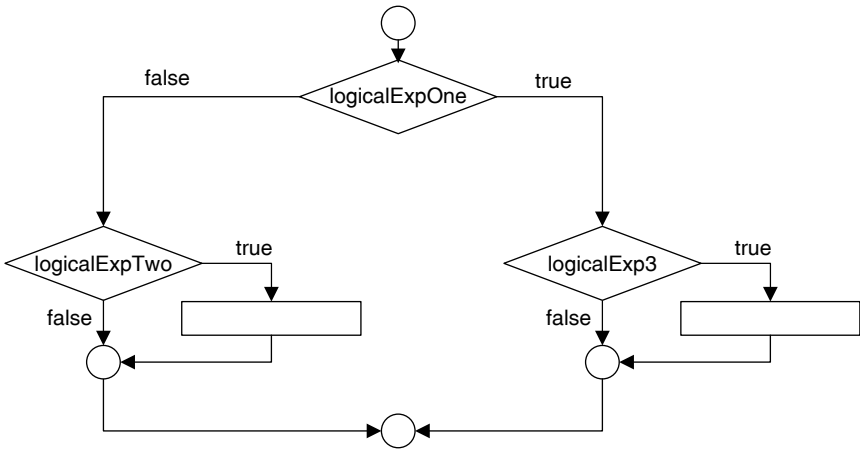 false
true
logicalExpOne
true
true
logicalExpTwo
logicalExp3
false
false